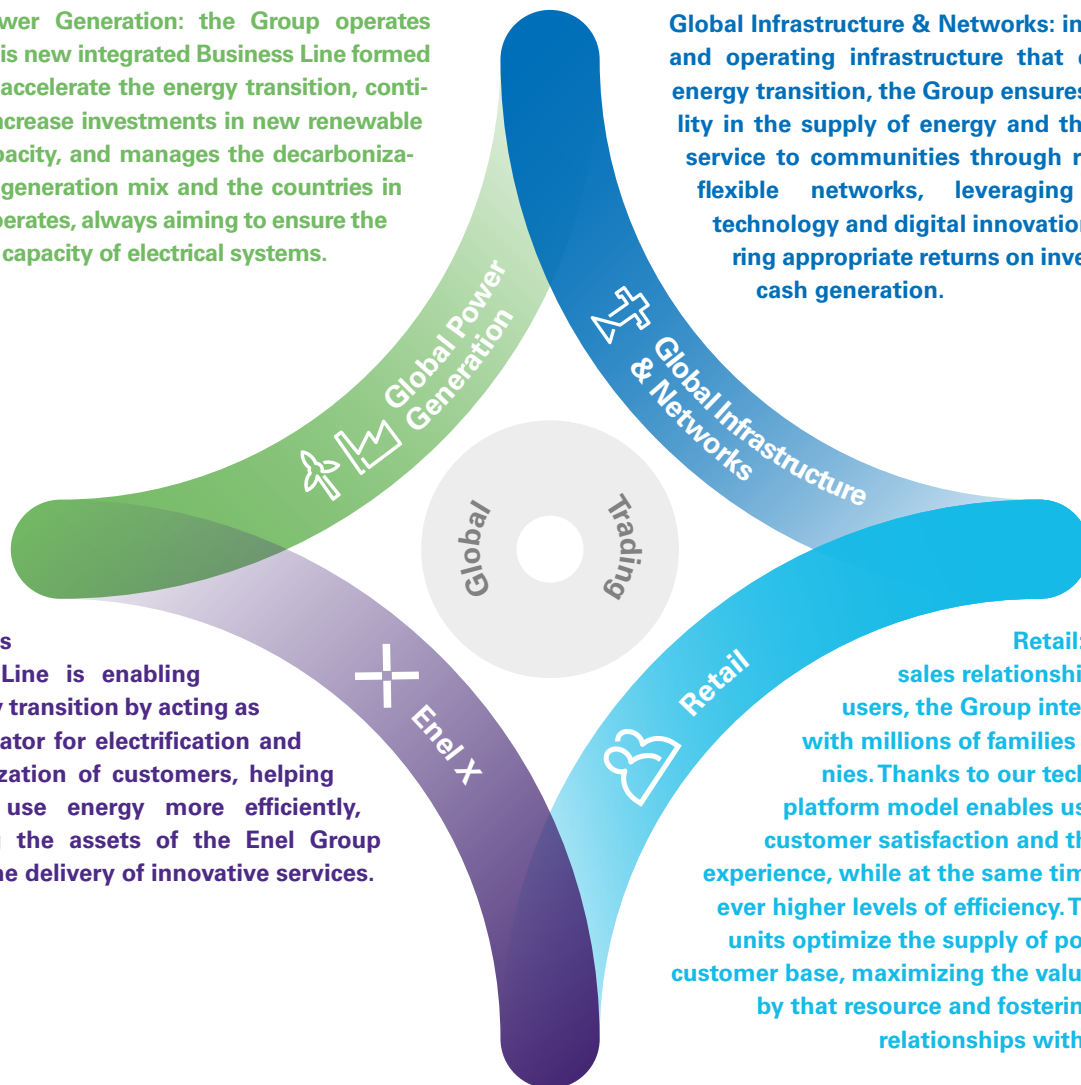 wer Generation: the Group operates
is new integrated Business Line formed
accelerate the energy transition, conti-
ncrease investments in new renewable
pacity, and manages the decarboniza-
generation mix and the countries in
perates, always aiming to ensure the
capacity of electrical systems.
Global Infrastructure & Networks: in
and operating infrastructure that
energy transition, the Group ensures
lity in the supply of energy and th
service to communities through r
flexible networks, leveraging
technology and digital innovation
ring appropriate returns on inve
cash generation.
Global Power
Generation
Global Infrastructure
& Networks
Global Trading
Enel X
Retail
s
Line is enabling
y transition by acting as
ator for electrification and
zation of customers, helping
use energy more efficiently,
g the assets of the Enel Group
he delivery of innovative services.
Retail:
sales relationshi
users, the Group inte
with millions of families
nies. Thanks to our tech
platform model enables us
customer satisfaction and th
experience, while at the same tim
ever higher levels of efficiency. T
units optimize the supply of po
customer base, maximizing the valu
by that resource and fosterin
relationships with